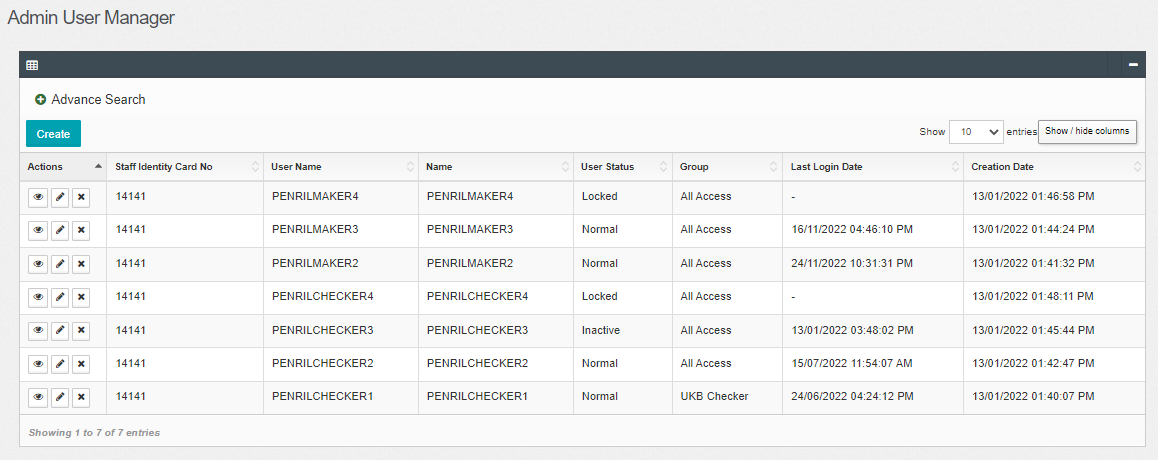 Admin User Manager
Advance Search
Create Show 10 entries Show / hide columns
Actions Staff Identity Card No User Name Name User Status Group Last Login Date Creation Date
14141 PENRILMAKER4 PENRILMAKER4 Locked All Access - 13/01/2022 01:46:58 PM
14141 PENRILMAKER3 PENRILMAKER3 Normal All Access 16/11/2022 04:46:10 PM 13/01/2022 01:44:24 PM
14141 PENRILMAKER2 PENRILMAKER2 Normal All Access 24/11/2022 10:31:31 PM 13/01/2022 01:41:32 PM
14141 PENRILCHECKER4 PENRILCHECKER4 Locked All Access - 13/01/2022 01:48:11 PM
14141 PENRILCHECKER3 PENRILCHECKER3 Inactive All Access 13/01/2022 03:48:02 PM 13/01/2022 01:45:44 PM
14141 PENRILCHECKER2 PENRILCHECKER2 Normal All Access 15/07/2022 11:54:07 AM 13/01/2022 01:42:47 PM
14141 PENRILCHECKER1 PENRILCHECKER1 Normal UKB Checker 24/06/2022 04:24:12 PM 13/01/2022 01:40:07 PM
Showing 1 to 7 of 7 entries